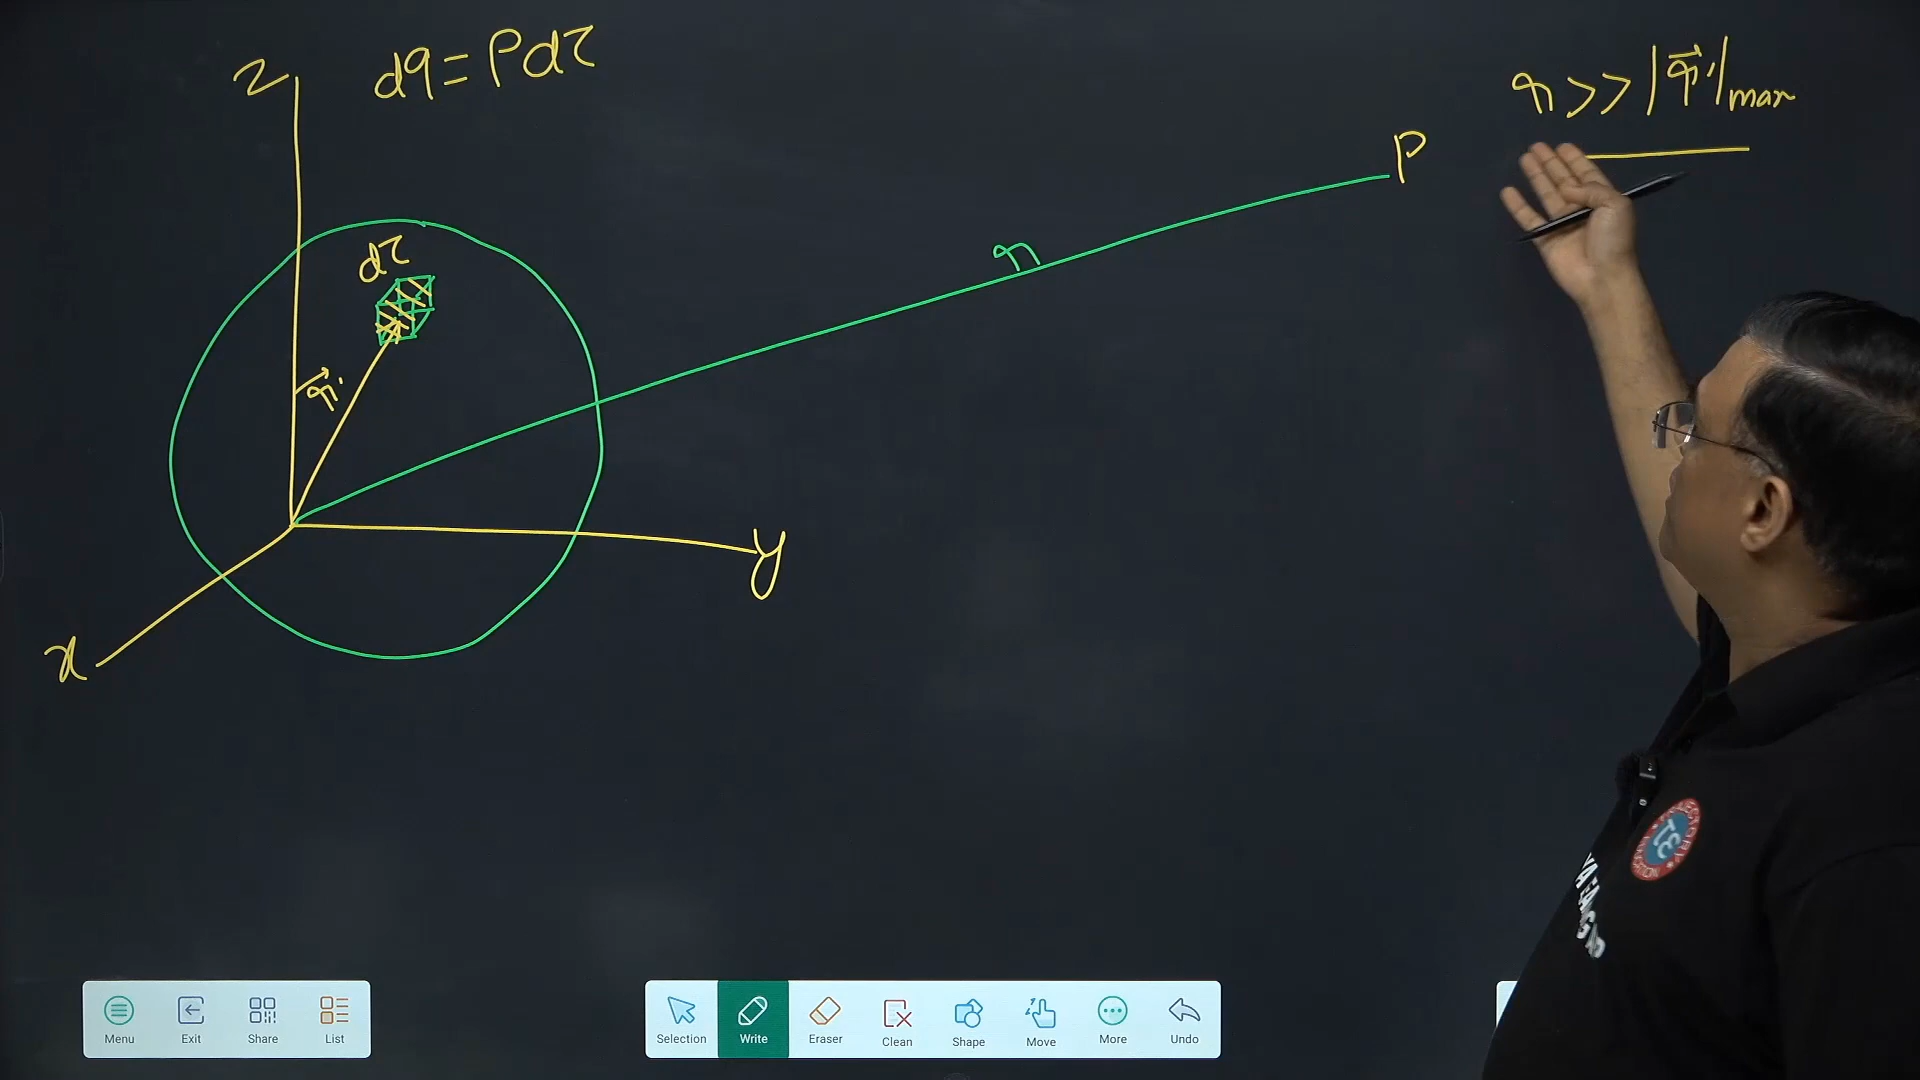 dq = ρdτ
z
r >> |r⃗'|max
P
dτ
r
r⃗'
y
x
Menu Exit Share List
Selection Write Eraser Clean Shape Move More Undo